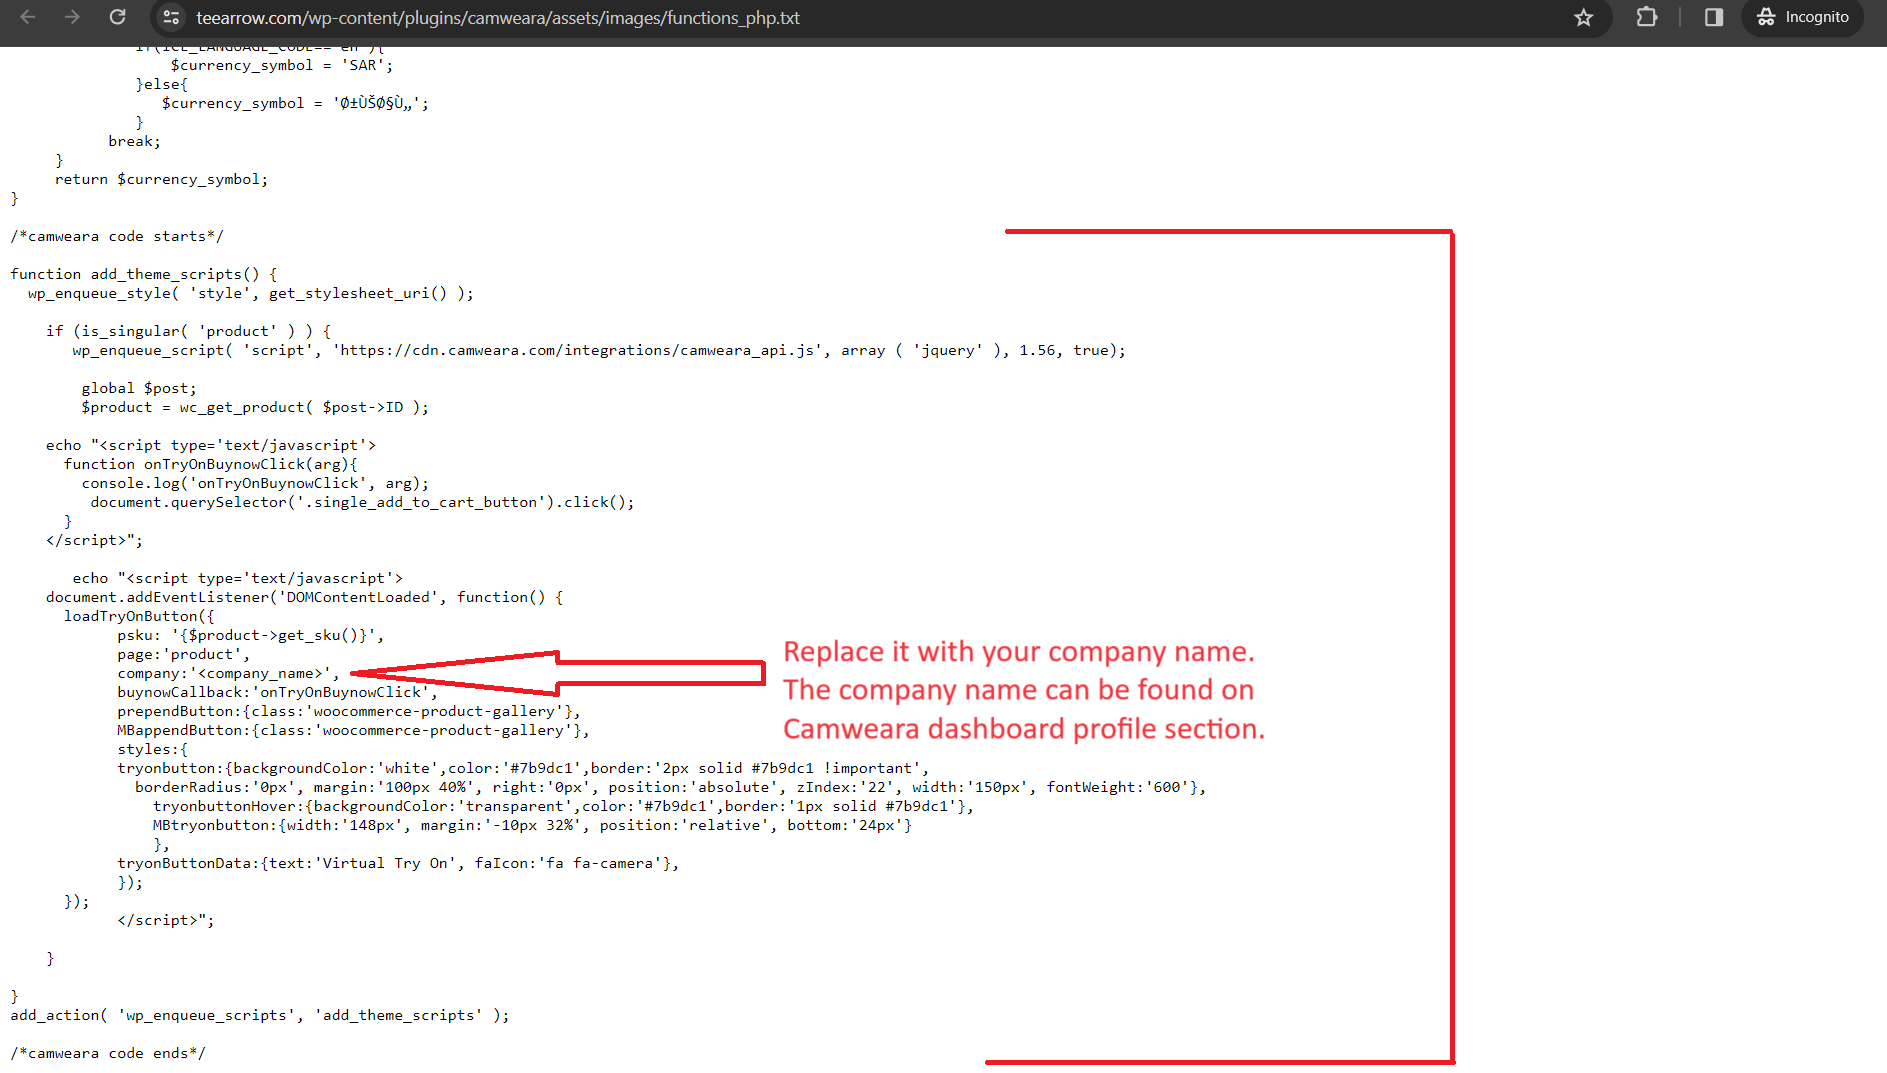 teearrow.com/wp-content/plugins/camweara/assets/images/functions_php.txt
Incognito
if(ICL_LANGUAGE_CODE=='en'){
$currency_symbol = 'SAR';
}else{
$currency_symbol = 'Ø±ÙŠØ§Ù„';
}
break;
}
return $currency_symbol;
}
/*camweara code starts*/
function add_theme_scripts() {
wp_enqueue_style( 'style', get_stylesheet_uri() );
if (is_singular( 'product' ) ) {
wp_enqueue_script( 'script', 'https://cdn.camweara.com/integrations/camweara_api.js', array ( 'jquery' ), 1.56, true);
global $post;
$product = wc_get_product( $post->ID );
echo "<script type='text/javascript'>
function onTryOnBuynowClick(arg){
console.log('onTryOnBuynowClick', arg);
document.querySelector('.single_add_to_cart_button').click();
}
</script>";
echo "<script type='text/javascript'>
document.addEventListener('DOMContentLoaded', function() {
loadTryOnButton({
psku: '{$product->get_sku()}',
page:'product',
company:'<company_name>',
buynowCallback:'onTryOnBuynowClick',
prependButton:{class:'woocommerce-product-gallery'},
MBappendButton:{class:'woocommerce-product-gallery'},
styles:{
tryonbutton:{backgroundColor:'white',color:'#7b9dc1',border:'2px solid #7b9dc1 !important',
borderRadius:'0px', margin:'100px 40%', right:'0px', position:'absolute', zIndex:'22', width:'150px', fontWeight:'600'},
tryonbuttonHover:{backgroundColor:'transparent',color:'#7b9dc1',border:'1px solid #7b9dc1'},
MBtryonbutton:{width:'148px', margin:'-10px 32%', position:'relative', bottom:'24px'}
},
tryonButtonData:{text:'Virtual Try On', faIcon:'fa fa-camera'},
});
});
</script>";
}
}
add_action( 'wp_enqueue_scripts', 'add_theme_scripts' );
/*camweara code ends*/
Replace it with your company name.
The company name can be found on
Camweara dashboard profile section.